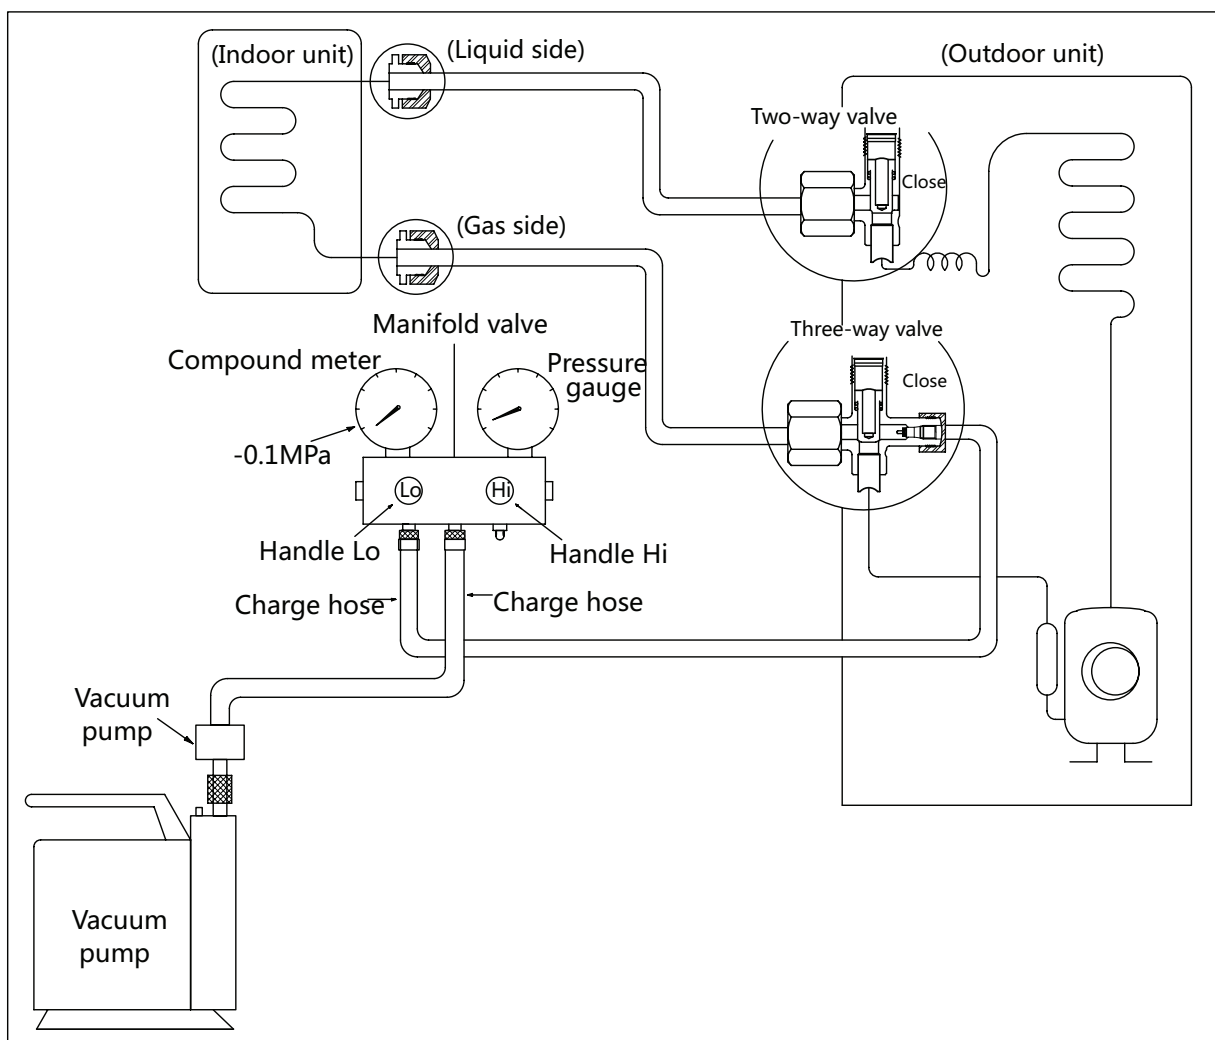 (Indoor unit)
(Liquid side)
(Outdoor unit)
Two-way valve
Close
(Gas side)
Manifold valve
Three-way valve
Compound meter
Pressure
gauge
Close
-0.1MPa
Lo
Hi
Handle Lo
Handle Hi
Charge hose
Charge hose
Vacuum
pump
Vacuum
pump